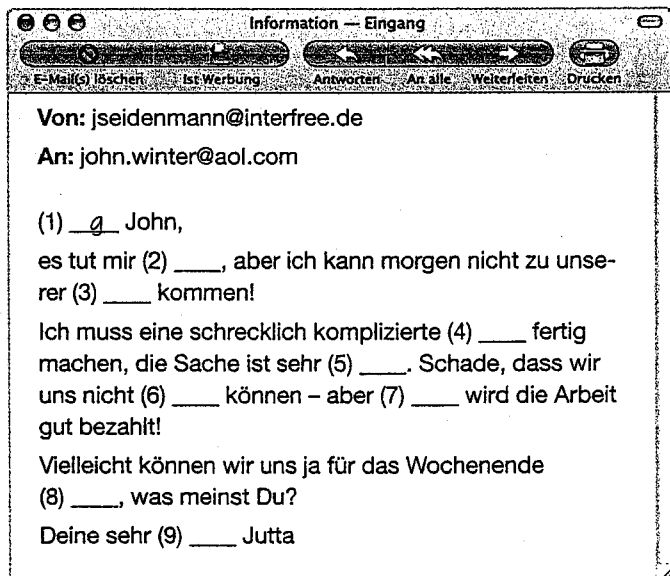 Information — Eingang
E-Mail(s) löschen Ist Werbung Antworten An alle Weiterleiten Drucken
Von: jseidenmann@interfree.de
An: john.winter@aol.com
(1) __g__ John,
es tut mir (2) ____, aber ich kann morgen nicht zu unse-
rer (3) ____ kommen!
Ich muss eine schrecklich komplizierte (4) ____ fertig
machen, die Sache ist sehr (5) ____. Schade, dass wir
uns nicht (6) ____ können – aber (7) ____ wird die Arbeit
gut bezahlt!
Vielleicht können wir uns ja für das Wochenende
(8) ____, was meinst Du?
Deine sehr (9) ____ Jutta